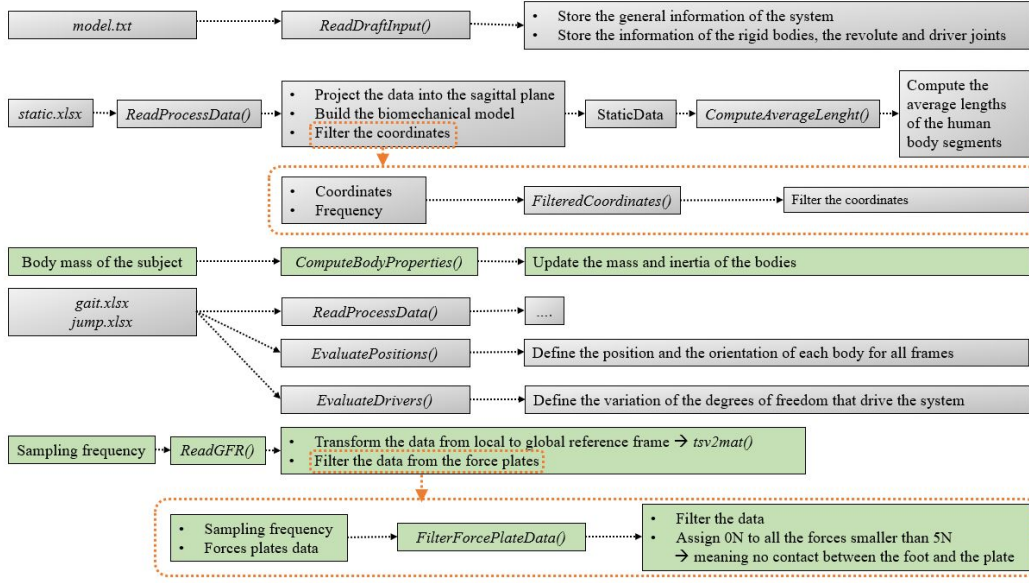 model.txt
ReadDraftInput()
• Store the general information of the system
• Store the information of the rigid bodies, the revolute and driver joints
static.xlsx
ReadProcessData()
• Project the data into the sagittal plane
• Build the biomechanical model
• Filter the coordinates
StaticData
ComputeAverageLenght()
Compute the
average lengths
of the human
body segments
• Coordinates
• Frequency
FilteredCoordinates()
Filter the coordinates
Body mass of the subject
ComputeBodyProperties()
Update the mass and inertia of the bodies
gait.xlsx
jump.xlsx
ReadProcessData()
....
EvaluatePositions()
Define the position and the orientation of each body for all frames
EvaluateDrivers()
Define the variation of the degrees of freedom that drive the system
Sampling frequency
ReadGFR()
• Transform the data from local to global reference frame → tsv2mat()
• Filter the data from the force plates
• Sampling frequency
• Forces plates data
FilterForcePlateData()
• Filter the data
• Assign 0N to all the forces smaller than 5N
→ meaning no contact between the foot and the plate